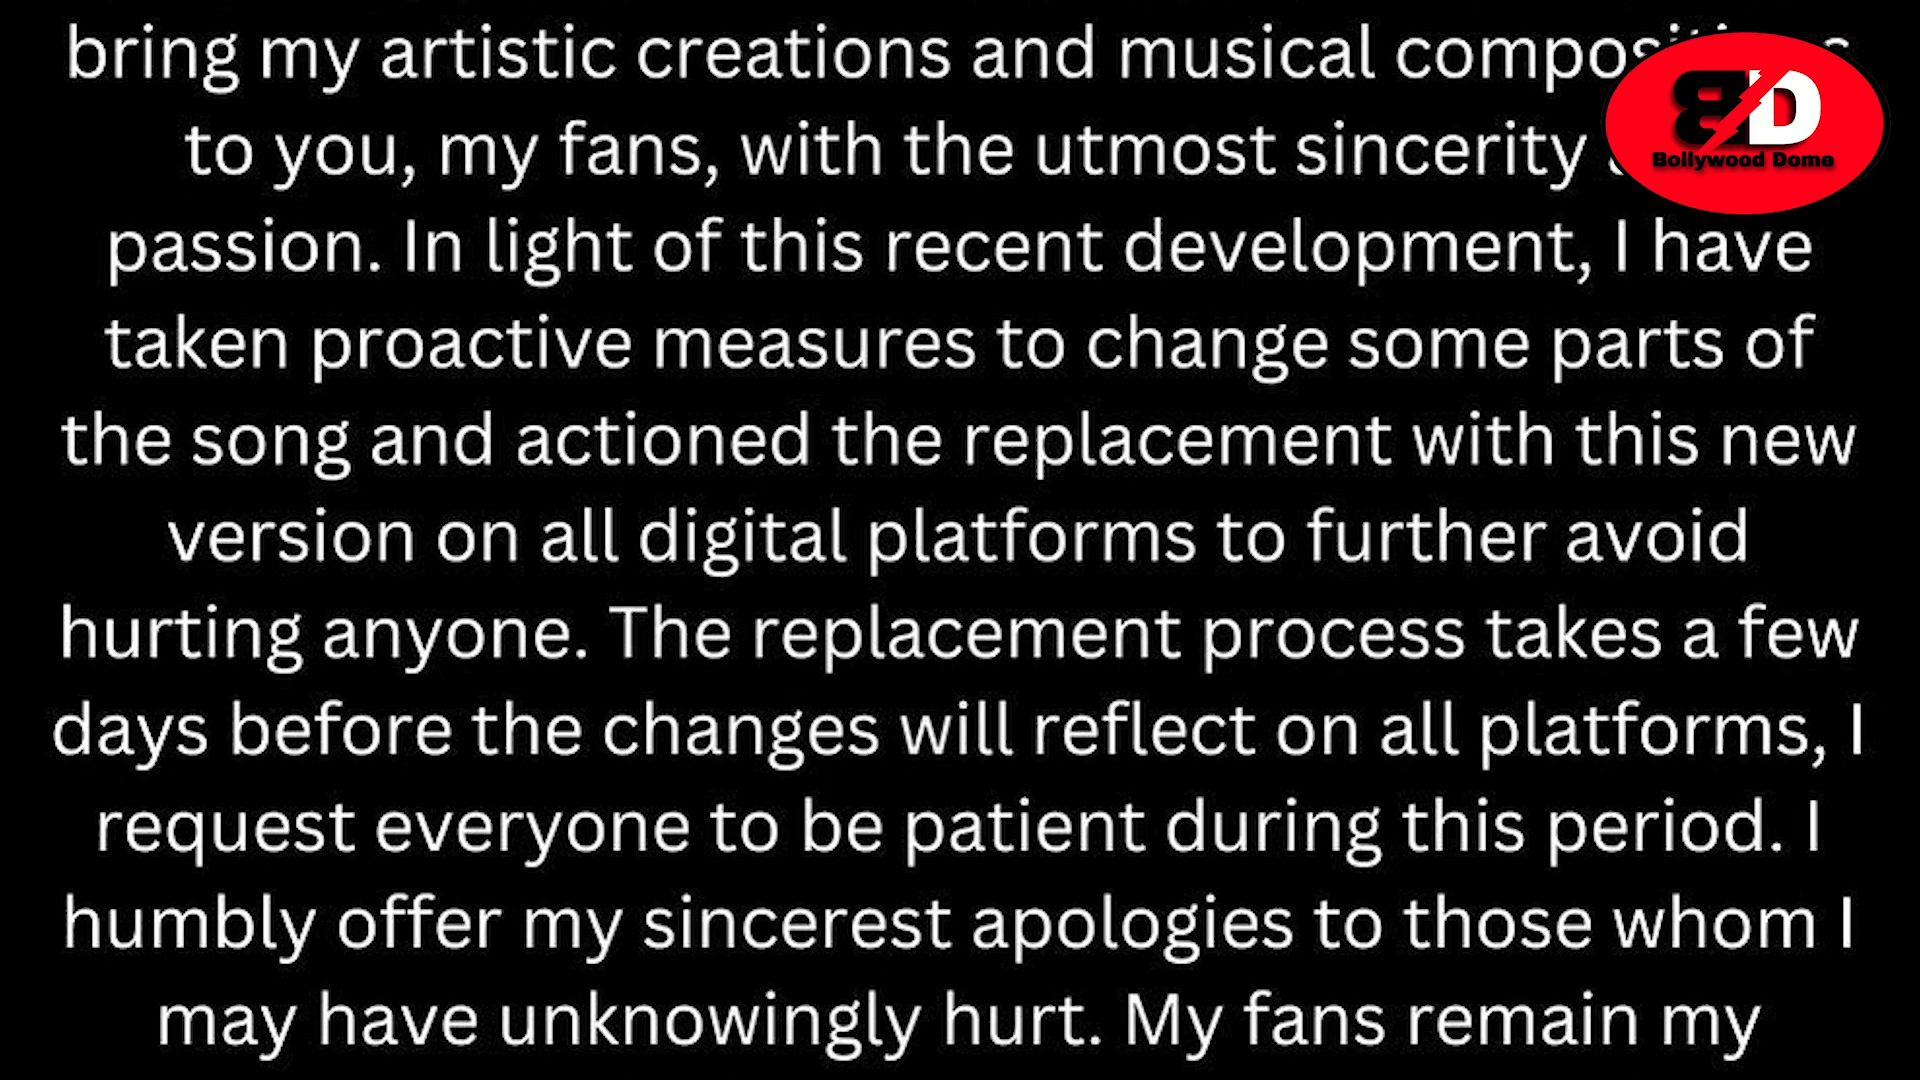 bring my artistic creations and musical
to you, my fans, with the utmost sincerity
passion. In light of this recent development, I have
taken proactive measures to change some parts of
the song and actioned the replacement with this new
version on all digital platforms to further avoid
hurting anyone. The replacement process takes a few
days before the changes will reflect on all platforms, I
request everyone to be patient during this period. I
humbly offer my sincerest apologies to those whom I
may have unknowingly hurt. My fans remain my
BD
Bollywood Dome